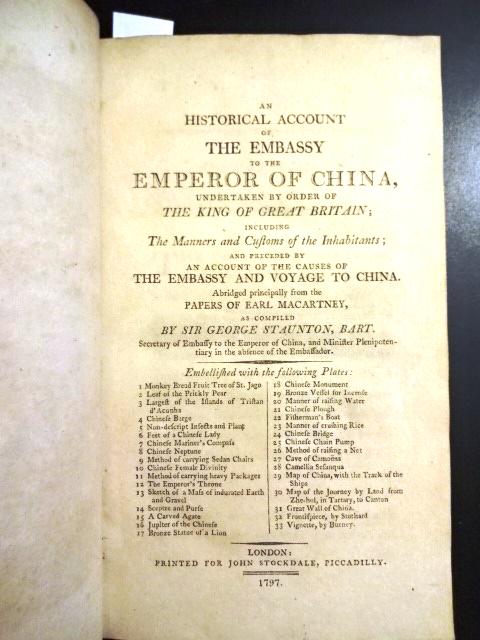 AN
HISTORICAL ACCOUNT
OF
THE EMBASSY
TO THE
EMPEROR OF CHINA,
UNDERTAKEN BY ORDER OF
THE KING OF GREAT BRITAIN;
INCLUDING
The Manners and Cuſtoms of the Inhabitants;
AND PRECEDED BY
AN ACCOUNT OF THE CAUSES OF
THE EMBASSY AND VOYAGE TO CHINA.
Abridged principally from the
PAPERS OF EARL MACARTNEY,
AS COMPILED
BY SIR GEORGE STAUNTON, BART.
Secretary of Embaſſy to the Emperor of China, and Miniſter Plenipoten-
tiary in the abſence of the Embaſſador.
Embelliſhed with the following Plates:
1 Monkey Bread Fruit Tree of St. Jago
2 Leaf of the Prickly Pear
3 Largeſt of the Iſlands of Triſtan
d'Acunha
4 Chineſe Barge
5 Non-deſcript Inſects and Plant
6 Feet of a Chineſe Lady
7 Chineſe Mariner's Compaſs
8 Chineſe Neptune
9 Method of carrying Sedan Chairs
10 Chineſe Female Divinity
11 Method of carrying heavy Packages
12 The Emperor's Throne
13 Sketch of a Maſs of indurated Earth
and Gravel
14 Sceptre and Purſe
15 A Carved Agate
16 Jupiter of the Chineſe
17 Bronze Statue of a Lion
18 Chineſe Monument
19 Bronze Veſſel for Incenſe
20 Manner of raiſing Water
21 Chineſe Plough
22 Fiſherman's Boat
23 Manner of cruſhing Rice
24 Chineſe Bridge
25 Chineſe Chain Pump
26 Method of raiſing a Net
27 Cave of Camoëns
28 Camellia Seſanqua
29 Map of China, with the Track of the
Ships
30 Map of the Journey by Land from
Zhe-hol, in Tartary, to Canton
31 Great Wall of China.
32 Frontiſpiece, by Stothard
33 Vignette, by Burney.
LONDON:
PRINTED FOR JOHN STOCKDALE, PICCADILLY.
1797.